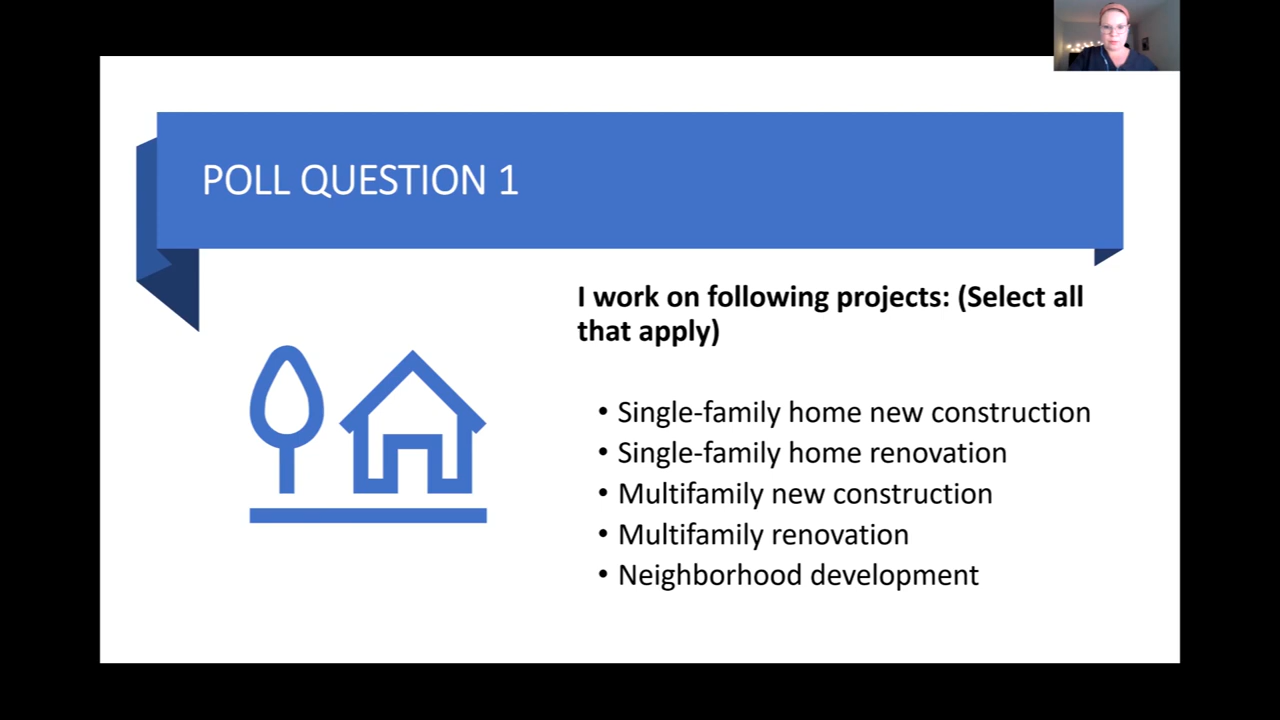 POLL QUESTION 1
I work on following projects: (Select all
that apply)
• Single-family home new construction
• Single-family home renovation
• Multifamily new construction
• Multifamily renovation
• Neighborhood development